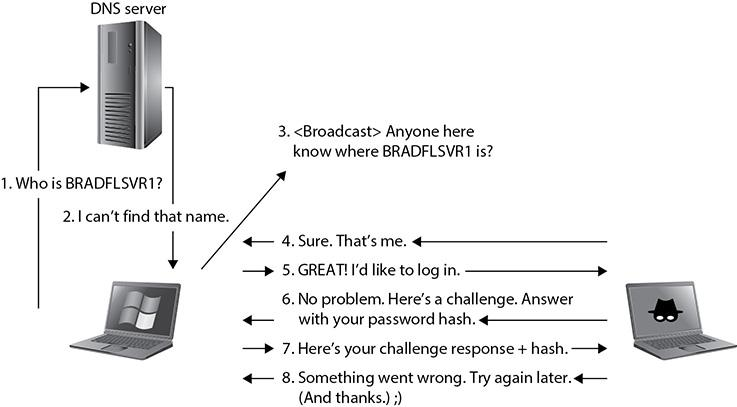 DNS server
1. Who is BRADFLSVR1?
2. I can’t find that name.
3. <Broadcast> Anyone here
know where BRADFLSVR1 is?
4. Sure. That’s me.
5. GREAT! I’d like to log in.
6. No problem. Here’s a challenge. Answer
with your password hash.
7. Here’s your challenge response + hash.
8. Something went wrong. Try again later.
(And thanks.) ;)